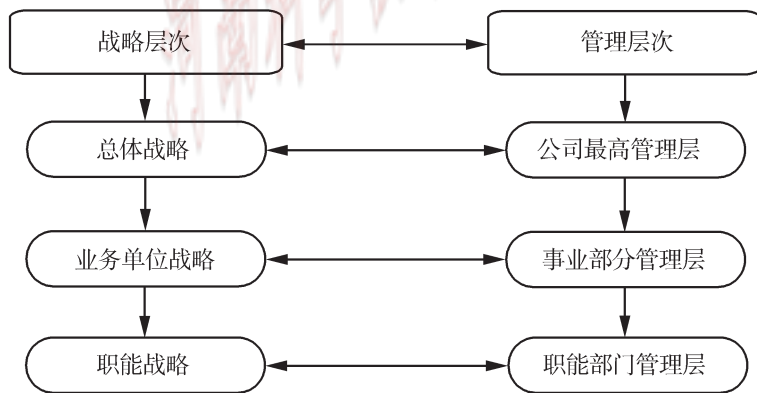 战略层次
管理层次
总体战略
公司最高管理层
业务单位战略
事业部分管理层
职能战略
职能部门管理层